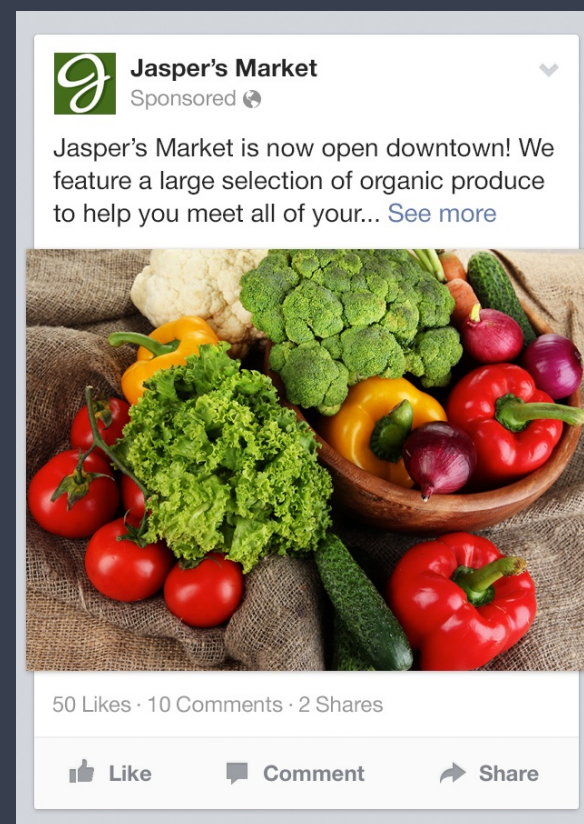 Jasper’s Market
Sponsored
Jasper’s Market is now open downtown! We
feature a large selection of organic produce
to help you meet all of your... See more
50 Likes · 10 Comments · 2 Shares
Like Comment Share